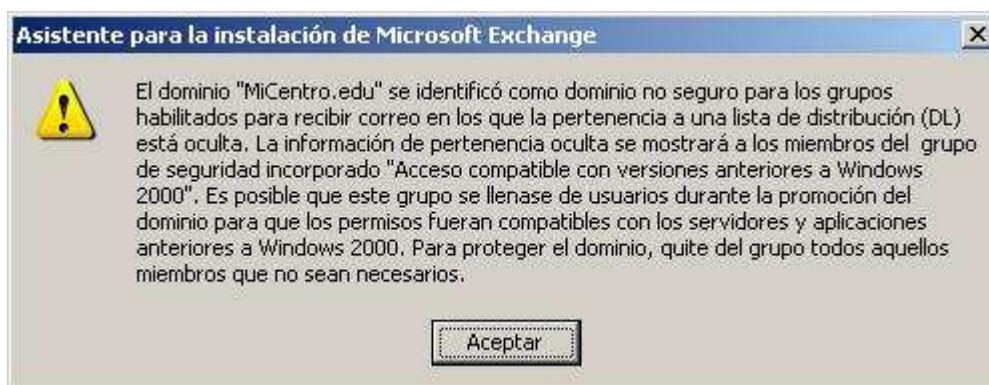 Asistente para la instalación de Microsoft Exchange
El dominio "MiCentro.edu" se identificó como dominio no seguro para los grupos
habilitados para recibir correo en los que la pertenencia a una lista de distribución (DL)
está oculta. La información de pertenencia oculta se mostrará a los miembros del grupo
de seguridad incorporado "Acceso compatible con versiones anteriores a Windows
2000". Es posible que este grupo se llenase de usuarios durante la promoción del
dominio para que los permisos fueran compatibles con los servidores y aplicaciones
anteriores a Windows 2000. Para proteger el dominio, quite del grupo todos aquellos
miembros que no sean necesarios.
Aceptar